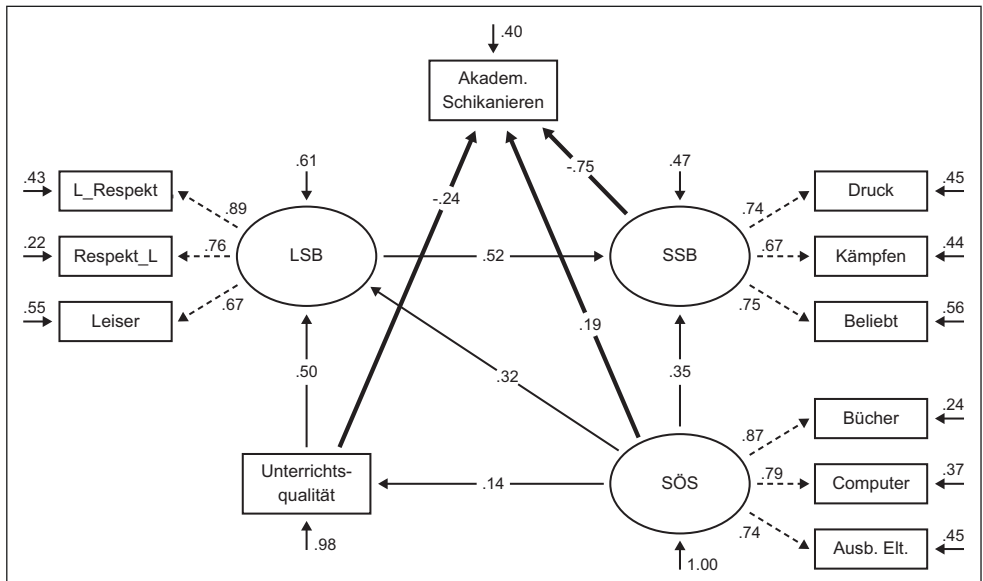 .40
Akadem.
Schikanieren
.43
L_Respekt
.89
.61
LSB
-.24
-.75
.47
SSB
.74
Druck
.45
.22
Respekt_L
.76
.52
.67
Kämpfen
.44
.55
Leiser
.67
.75
Beliebt
.56
.19
.50
.32
.35
Unterrichts-
qualität
.98
.14
SÖS
1.00
.87
Bücher
.24
.79
Computer
.37
.74
Ausb. Elt.
.45